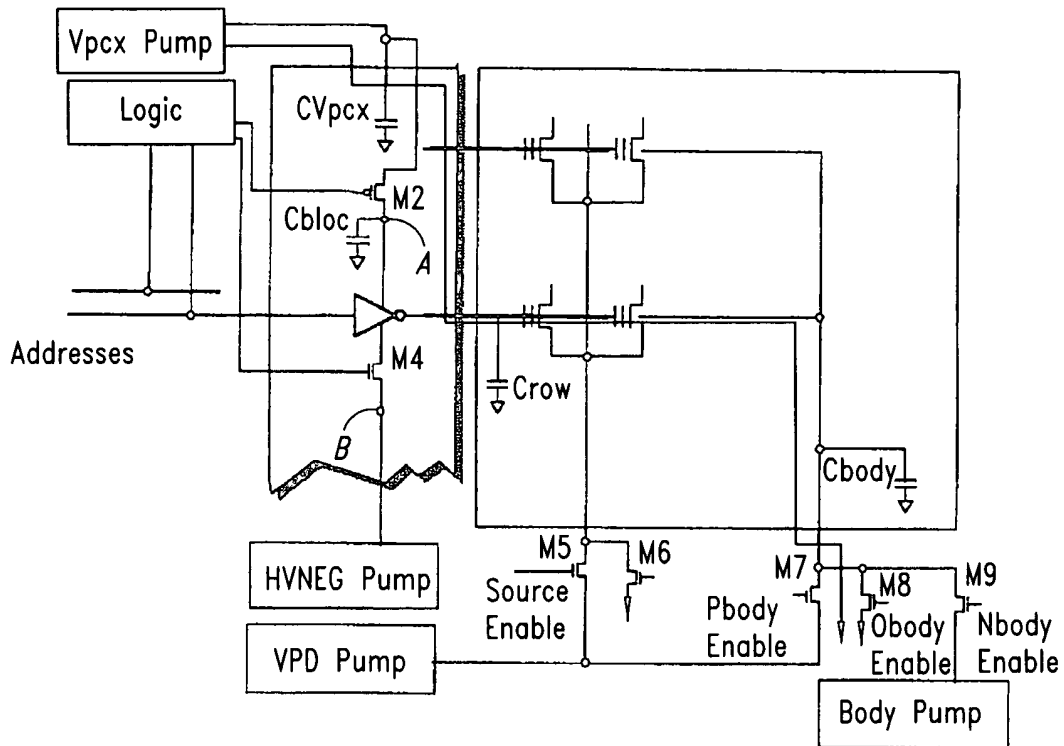 Vpcx Pump
Logic
CVpcx
M2
Cbloc
A
Addresses
M4
Crow
B
Cbody
HVNEG Pump
M5
M6
M7
M8
M9
Source
Enable
Pbody
Enable
Obody
Enable
Nbody
Enable
VPD Pump
Body Pump